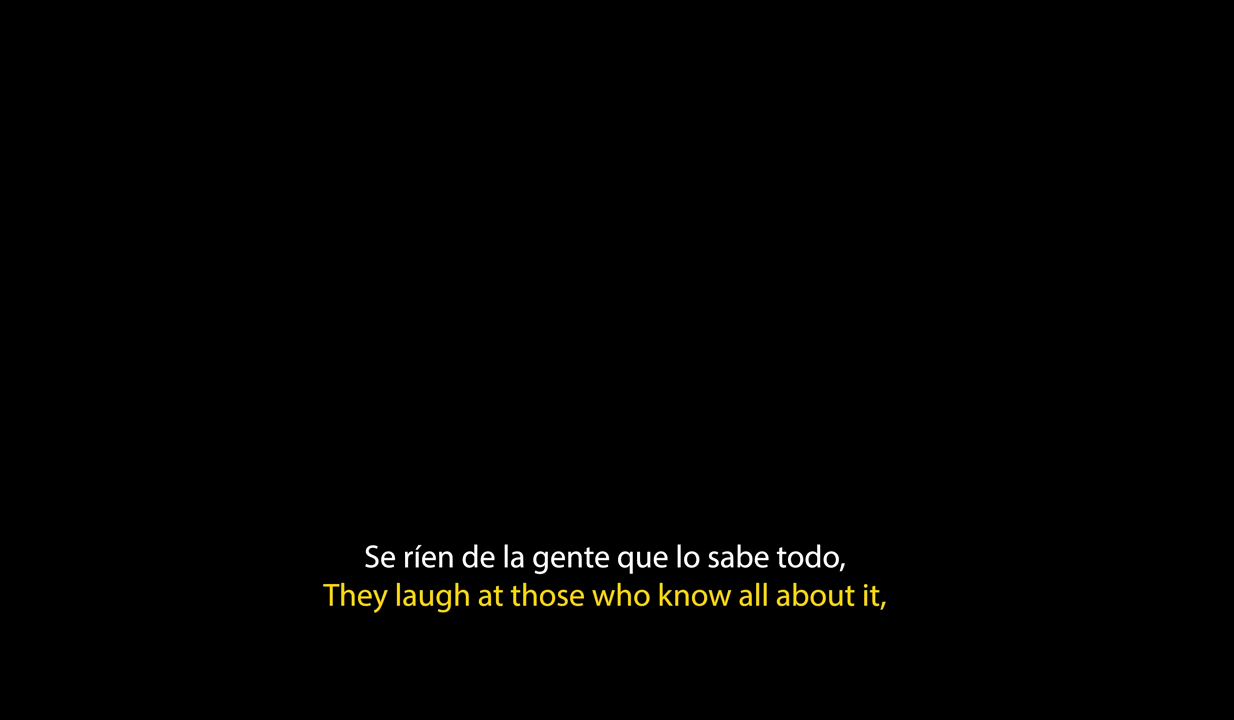 Se ríen de la gente que lo sabe todo,
They laugh at those who know all about it,